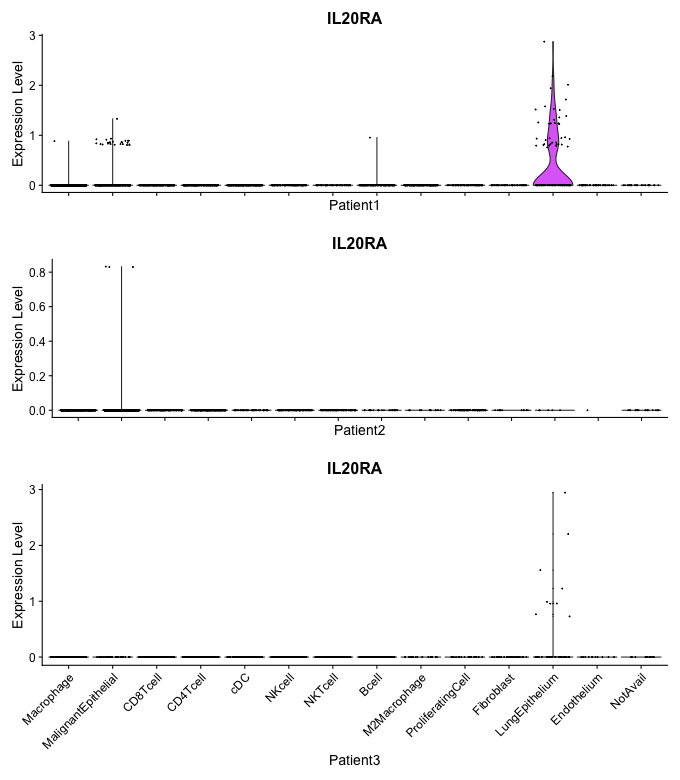 IL20RA
Expression Level
3
2
1
0
Patient1
IL20RA
Expression Level
0.8
0.6
0.4
0.2
0.0
Patient2
IL20RA
Expression Level
3
2
1
0
Macrophage
MalignantEpithelial
CD8Tcell
CD4Tcell
cDC
NKcell
NKTcell
Bcell
M2Macrophage
ProliferatingCell
Fibroblast
LungEpithelium
Endothelium
NotAvail
Patient3